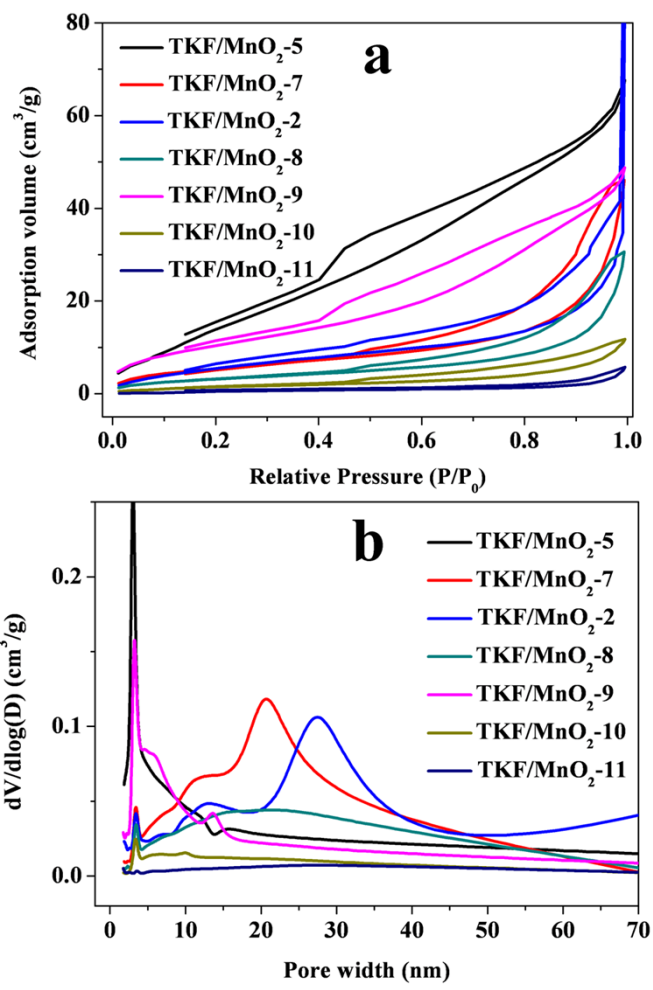 a
TKF/MnO₂-5
TKF/MnO₂-7
TKF/MnO₂-2
TKF/MnO₂-8
TKF/MnO₂-9
TKF/MnO₂-10
TKF/MnO₂-11
Adsorption volume (cm³/g)
80
60
40
20
0
0.0 0.2 0.4 0.6 0.8 1.0
Relative Pressure (P/P₀)
b
TKF/MnO₂-5
TKF/MnO₂-7
TKF/MnO₂-2
TKF/MnO₂-8
TKF/MnO₂-9
TKF/MnO₂-10
TKF/MnO₂-11
dV/dlog(D) (cm³/g)
0.2
0.1
0.0
0 10 20 30 40 50 60 70
Pore width (nm)